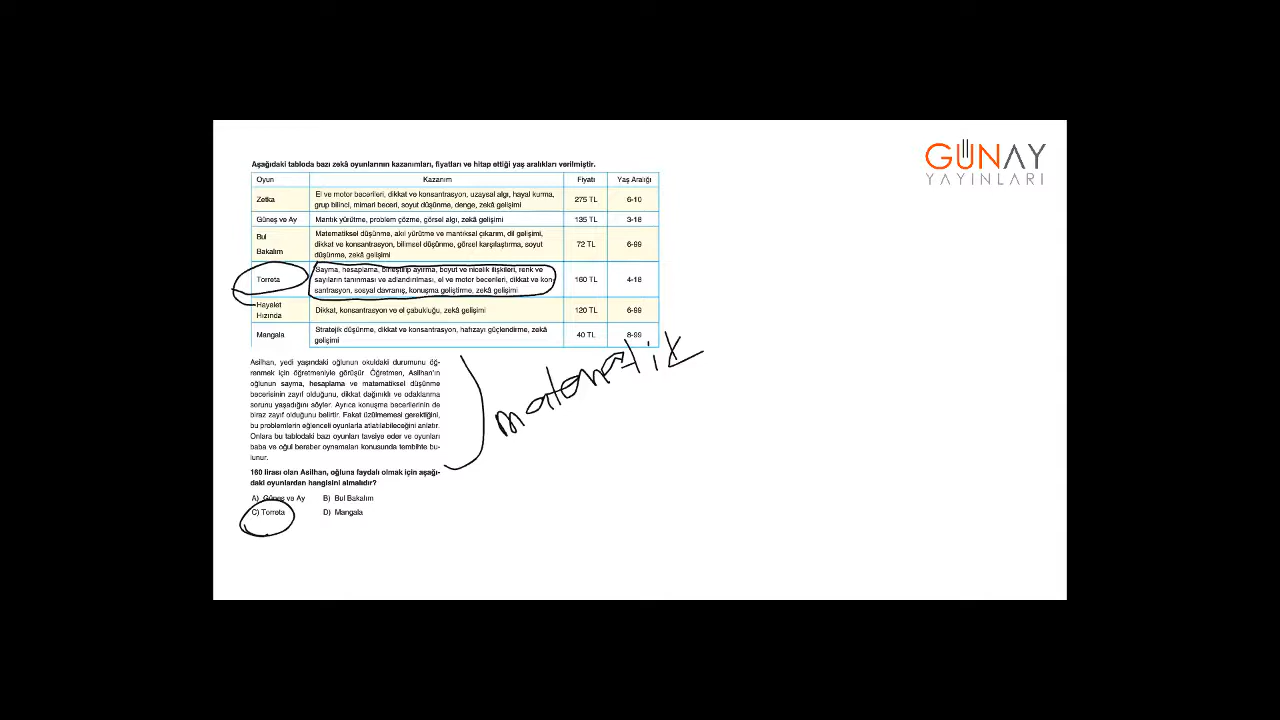 GÜNAY
YAYINLARI
Aşağıdaki tabloda bazı zekâ oyunlarının kazanımları, fiyatları ve hitap ettiği yaş aralıkları verilmiştir.
Oyun Kazanım Fiyatı Yaş Aralığı
Zetka El ve motor becerileri, dikkat ve konsantrasyon, uzaysal algı, hayal kurma, grup bilinci, mimari beceri, soyut düşünme, denge, zekâ gelişimi 275 TL 6-10
Güneş ve Ay Mantık yürütme, problem çözme, görsel algı, zekâ gelişimi 135 TL 3-18
Bul Bakalım Matematiksel düşünme, akıl yürütme ve mantıksal çıkarım, dil gelişimi, dikkat ve konsantrasyon, bilimsel düşünme, görsel karşılaştırma, soyut düşünme, zekâ gelişimi 72 TL 6-99
Torreta Sayma, hesaplama, birleştirip ayırma, boyut ve nicelik ilişkileri, renk ve sayıların tanınması ve adlandırılması, el ve motor becerileri, dikkat ve konsantrasyon, sosyal davranış, konuşma geliştirme, zekâ gelişimi 160 TL 4-18
Hayalet Hızında Dikkat, konsantrasyon ve el çabukluğu, zekâ gelişimi 120 TL 6-99
Mangala Stratejik düşünme, dikkat ve konsantrasyon, hafızayı güçlendirme, zekâ gelişimi 40 TL 8-99
Asilhan, yedi yaşındaki oğlunun okuldaki durumunu öğ-
renmek için öğretmeniyle görüşür. Öğretmen, Asilhan'ın
oğlunun sayma, hesaplama ve matematiksel düşünme
becerisinin zayıf olduğunu, dikkat dağınıklı ve odaklanma
sorunu yaşadığını söyler. Ayrıca konuşma becerilerinin de
biraz zayıf olduğunu belirtir. Fakat üzülmemesi gerektiğini,
bu problemlerin eğlenceli oyunlarla atlatılabileceğini anlatır.
Onlara bu tablodaki bazı oyunları tavsiye eder ve oyunları
baba ve oğul beraber oynamaları konusunda tembihte bu-
lunur.
matematik
160 lirası olan Asilhan, oğluna faydalı olmak için aşağı-
daki oyunlardan hangisini almalıdır?
A) Güneş ve Ay B) Bul Bakalım
C) Torreta D) Mangala